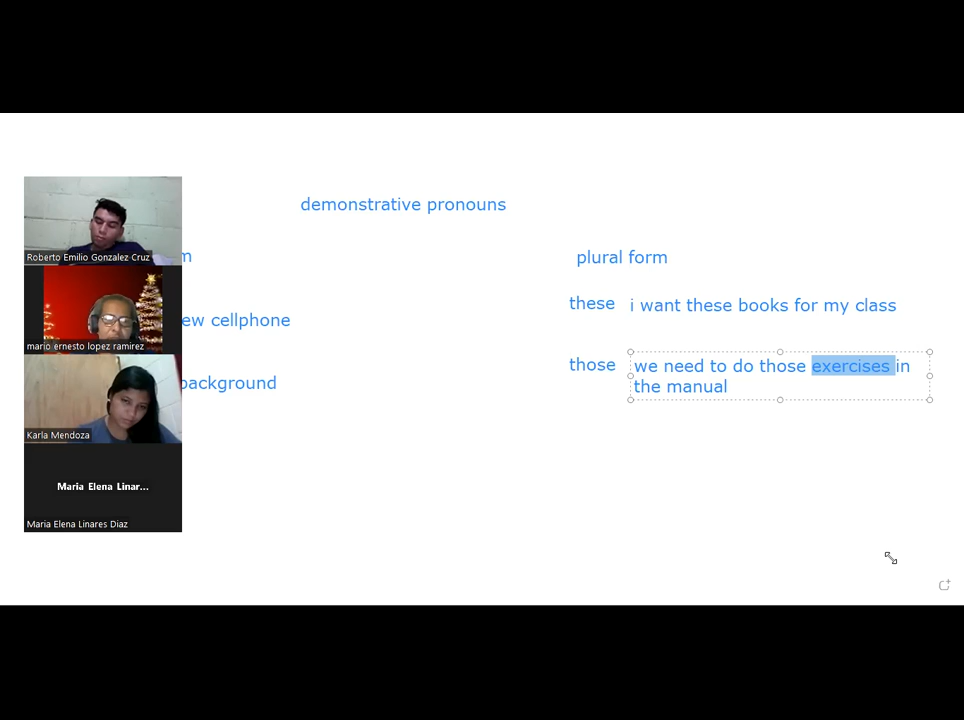 demonstrative pronouns
Roberto Emilio Gonzalez Cruz
plural form
these i want these books for my class
cellphone
mario ernesto lopez ramirez
those we need to do those exercises in
the manual
background
Karla Mendoza
Maria Elena Linar...
Maria Elena Linares Diaz